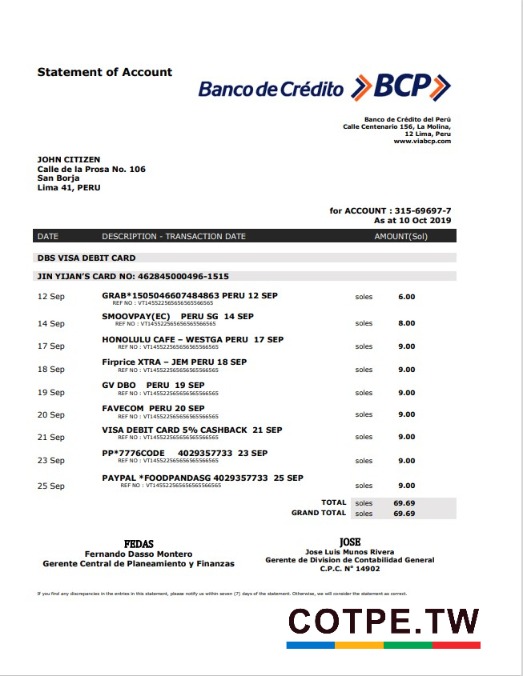 Statement of Account
Banco de Crédito BCP
Banco de Crédito del Perú
Calle Centenario 156, La Molina,
12 Lima, Peru
www.viabcp.com
JOHN CITIZEN
Calle de la Prosa No. 106
San Borja
Lima 41, PERU
for ACCOUNT : 315-69697-7
As at 10 Oct 2019
DATE DESCRIPTION - TRANSACTION DATE AMOUNT(Sol)
DBS VISA DEBIT CARD
JIN YIJAN'S CARD NO: 462845000496-1515
12 Sep GRAB*1505046607484863 PERU 12 SEP soles 6.00
REF NO : VT145522565656565566565
14 Sep SMOOVPAY(EC) PERU SG 14 SEP soles 8.00
REF NO : VT145522565656565566565
17 Sep HONOLULU CAFE – WESTGA PERU 17 SEP soles 9.00
REF NO : VT145522565656565566565
18 Sep Firprice XTRA – JEM PERU 18 SEP soles 9.00
REF NO : VT145522565656565566565
19 Sep GV DBO PERU 19 SEP soles 9.00
REF NO : VT145522565656565566565
20 Sep FAVECOM PERU 20 SEP soles 9.00
REF NO : VT145522565656565566565
21 Sep VISA DEBIT CARD 5% CASHBACK 21 SEP soles 9.00
REF NO : VT145522565656565566565
23 Sep PP*7776CODE 4029357733 23 SEP soles 9.00
REF NO : VT145522565656565566565
25 Sep PAYPAL *FOODPANDASG 4029357733 25 SEP soles 9.00
REF NO : VT145522565656565566565
TOTAL soles 69.69
GRAND TOTAL soles 69.69
FEDAS
Fernando Dasso Montero
Gerente Central de Planeamiento y Finanzas
JOSE
Jose Luis Munos Rivera
Gerente de Division de Contabilidad General
C.P.C. N° 14902
If you find any discrepancies in the entries in this statement, please notify us within seven (7) days of the statement. Otherwise, we will consider the statement as correct.
COTPE.TW